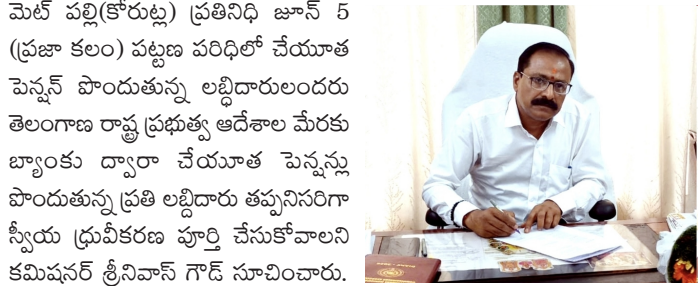 మెట్ పల్లి(కోరుట్ల) ప్రతినిధి జూన్ 5
(ప్రజా కలం) పట్టణ పరిధిలో చేయూత
పెన్షన్ పొందుతున్న లబ్ధిదారులందరు
తెలంగాణ రాష్ట్ర ప్రభుత్వ ఆదేశాల మేరకు
బ్యాంకు ద్వారా చేయూత పెన్షన్లు
పొందుతున్న ప్రతి లబ్దిదారు తప్పనిసరిగా
స్వీయ ధ్రువీకరణ పూర్తి చేసుకోవాలని
కమిషనర్ శ్రీనివాస్ గౌడ్ సూచించారు.